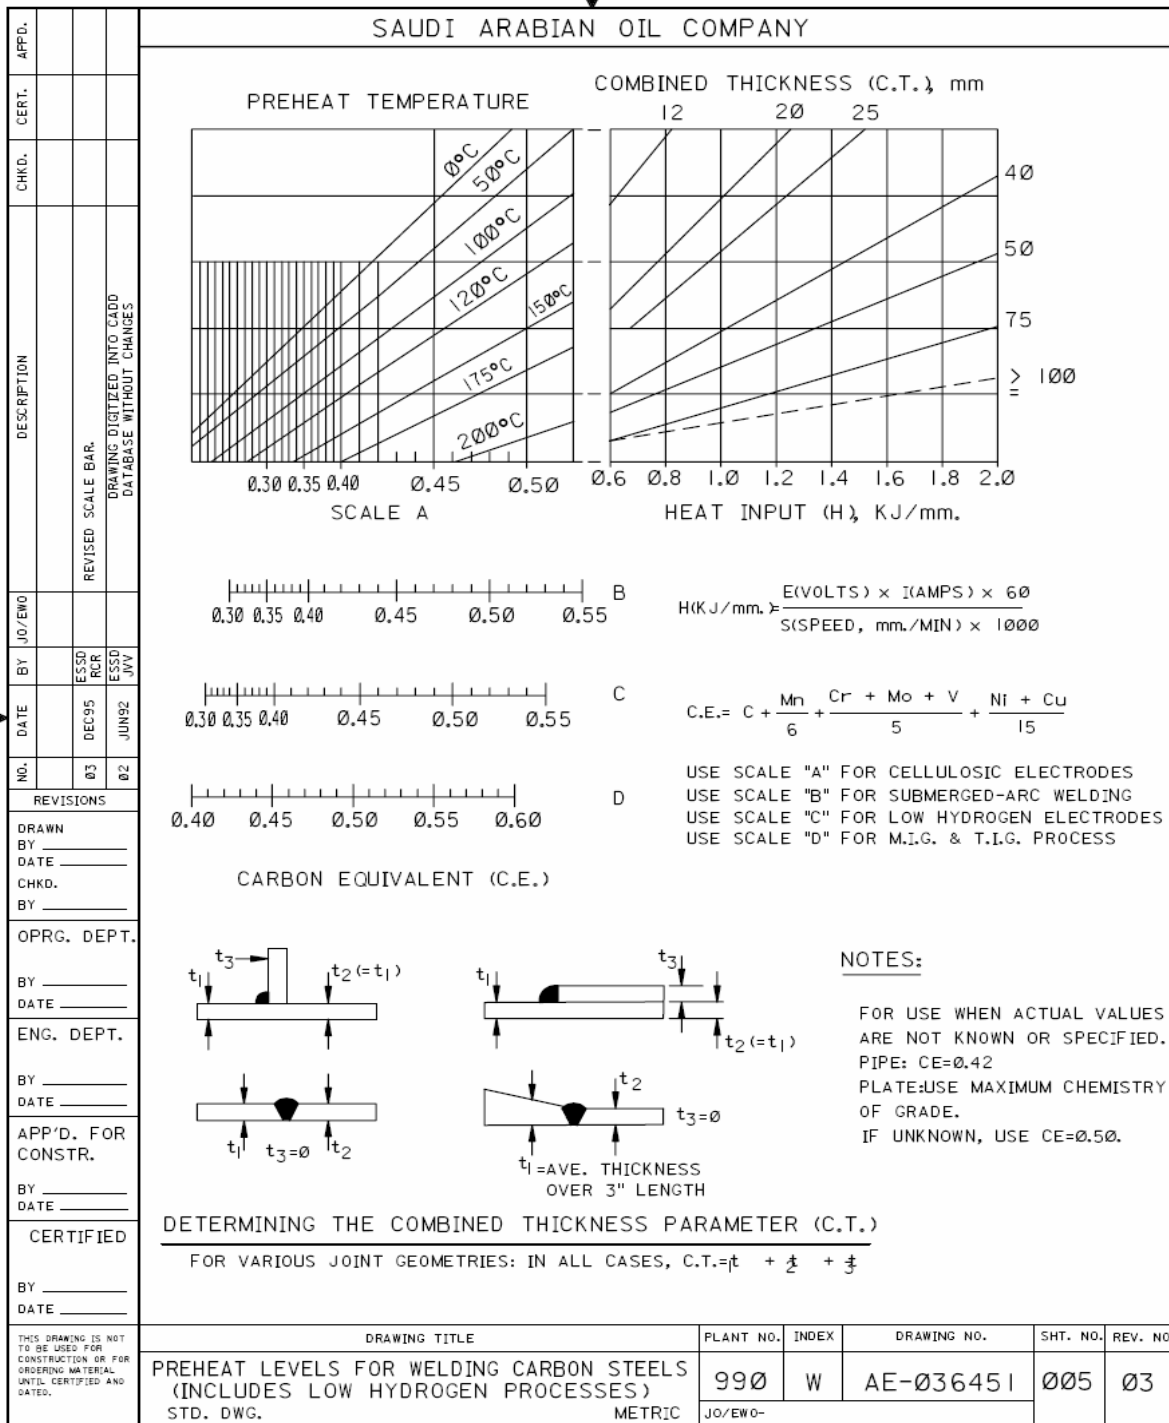 SAUDI ARABIAN OIL COMPANY
COMBINED THICKNESS (C.T.), mm
PREHEAT TEMPERATURE
12 20 25
0°C
50°C
100°C
120°C
150°C
175°C
200°C
40
50
75
≥ 100
0.30 0.35 0.40 0.45 0.50
SCALE A
0.6 0.8 1.0 1.2 1.4 1.6 1.8 2.0
HEAT INPUT (H), KJ/mm.
B
0.30 0.35 0.40 0.45 0.50 0.55
H(KJ/mm.)= E(VOLTS) × I(AMPS) × 60
S(SPEED, mm./MIN) × 1000
C
0.30 0.35 0.40 0.45 0.50 0.55
C.E.= C + Mn/6 + Cr + Mo + V/5 + Ni + Cu/15
D
0.40 0.45 0.50 0.55 0.60
USE SCALE "A" FOR CELLULOSIC ELECTRODES
USE SCALE "B" FOR SUBMERGED-ARC WELDING
USE SCALE "C" FOR LOW HYDROGEN ELECTRODES
USE SCALE "D" FOR M.I.G. & T.I.G. PROCESS
CARBON EQUIVALENT (C.E.)
t1 t3 t2 (=t1)
t1 t3 t2 (=t1)
t1 t3=0 t2
t2 t3=0
t1=AVE. THICKNESS
OVER 3" LENGTH
NOTES:
FOR USE WHEN ACTUAL VALUES
ARE NOT KNOWN OR SPECIFIED.
PIPE: CE=0.42
PLATE:USE MAXIMUM CHEMISTRY
OF GRADE.
IF UNKNOWN, USE CE=0.50.
DETERMINING THE COMBINED THICKNESS PARAMETER (C.T.)
FOR VARIOUS JOINT GEOMETRIES: IN ALL CASES, C.T.=t1 + t2 + t3
APPD.
CERT.
CHKD.
DESCRIPTION
REVISED SCALE BAR.
DRAWING DIGITIZED INTO CADD
DATABASE WITHOUT CHANGES
JO/EWO
BY
ESSD
RCR
ESSD
JVV
DATE
DEC95
JUN92
NO.
03
02
REVISIONS
DRAWN
BY
DATE
CHKD.
BY
OPRG. DEPT.
BY
DATE
ENG. DEPT.
BY
DATE
APP'D. FOR
CONSTR.
BY
DATE
CERTIFIED
BY
DATE
THIS DRAWING IS NOT
TO BE USED FOR
CONSTRUCTION OR FOR
ORDERING MATERIAL
UNTIL CERTIFIED AND
DATED.
DRAWING TITLE
PREHEAT LEVELS FOR WELDING CARBON STEELS
(INCLUDES LOW HYDROGEN PROCESSES)
STD. DWG. METRIC
PLANT NO. INDEX DRAWING NO. SHT. NO. REV. NO
990 W AE-036451 005 03
JO/EWO-